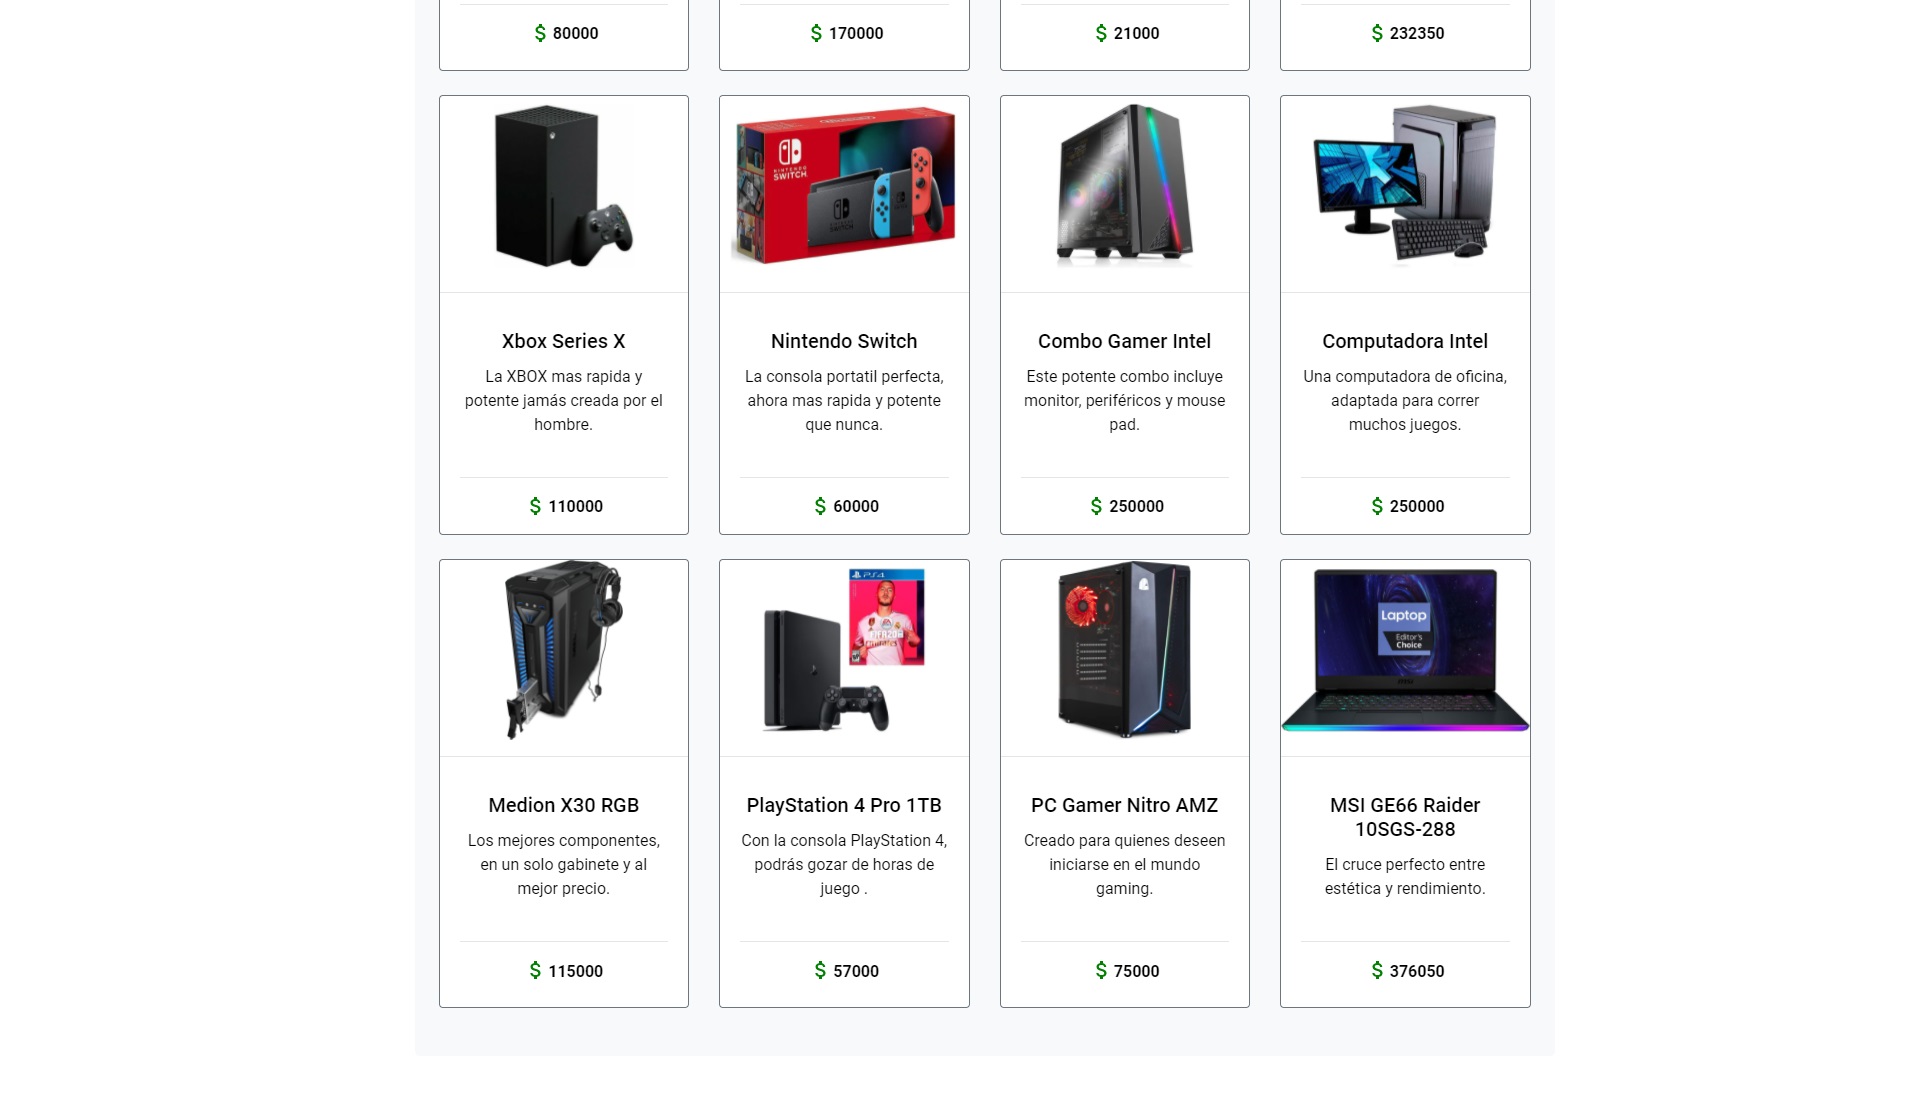 $ 80000
$ 170000
$ 21000
$ 232350
NINTENDO
SWITCH
Xbox Series X
La XBOX mas rapida y
potente jamás creada por el
hombre.
$ 110000
Nintendo Switch
La consola portatil perfecta,
ahora mas rapida y potente
que nunca.
$ 60000
Combo Gamer Intel
Este potente combo incluye
monitor, periféricos y mouse
pad.
$ 250000
Computadora Intel
Una computadora de oficina,
adaptada para correr
muchos juegos.
$ 250000
PS4
FIFA20
Fly Emirates
Laptop
Editor's
Choice
msi
Medion X30 RGB
Los mejores componentes,
en un solo gabinete y al
mejor precio.
$ 115000
PlayStation 4 Pro 1TB
Con la consola PlayStation 4,
podrás gozar de horas de
juego .
$ 57000
PC Gamer Nitro AMZ
Creado para quienes deseen
iniciarse en el mundo
gaming.
$ 75000
MSI GE66 Raider
10SGS-288
El cruce perfecto entre
estética y rendimiento.
$ 376050